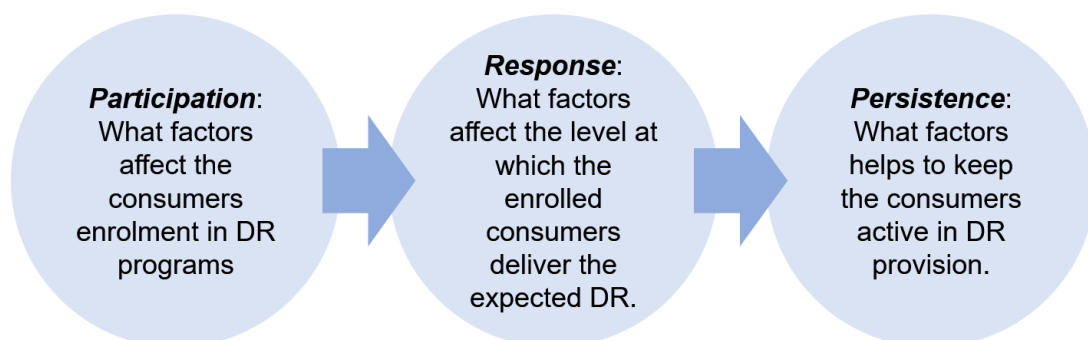 Participation:
What factors
affect the
consumers
enrolment in DR
programs
Response:
What factors
affect the level at
which the
enrolled
consumers
deliver the
expected DR.
Persistence:
What factors
helps to keep
the consumers
active in DR
provision.